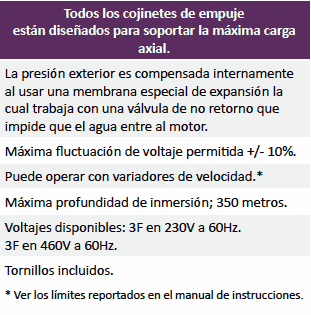 Todos los cojinetes de empuje
están diseñados para soportar la máxima carga
axial.
La presión exterior es compensada internamente
al usar una membrana especial de expansión la
cual trabaja con una válvula de no retorno que
impide que el agua entre al motor.
Máxima fluctuación de voltaje permitida +/- 10%.
Puede operar con variadores de velocidad.*
Máxima profundidad de inmersión; 350 metros.
Voltajes disponibles: 3F en 230V a 60Hz.
3F en 460V a 60Hz.
Tornillos incluidos.
* Ver los límites reportados en el manual de instrucciones.